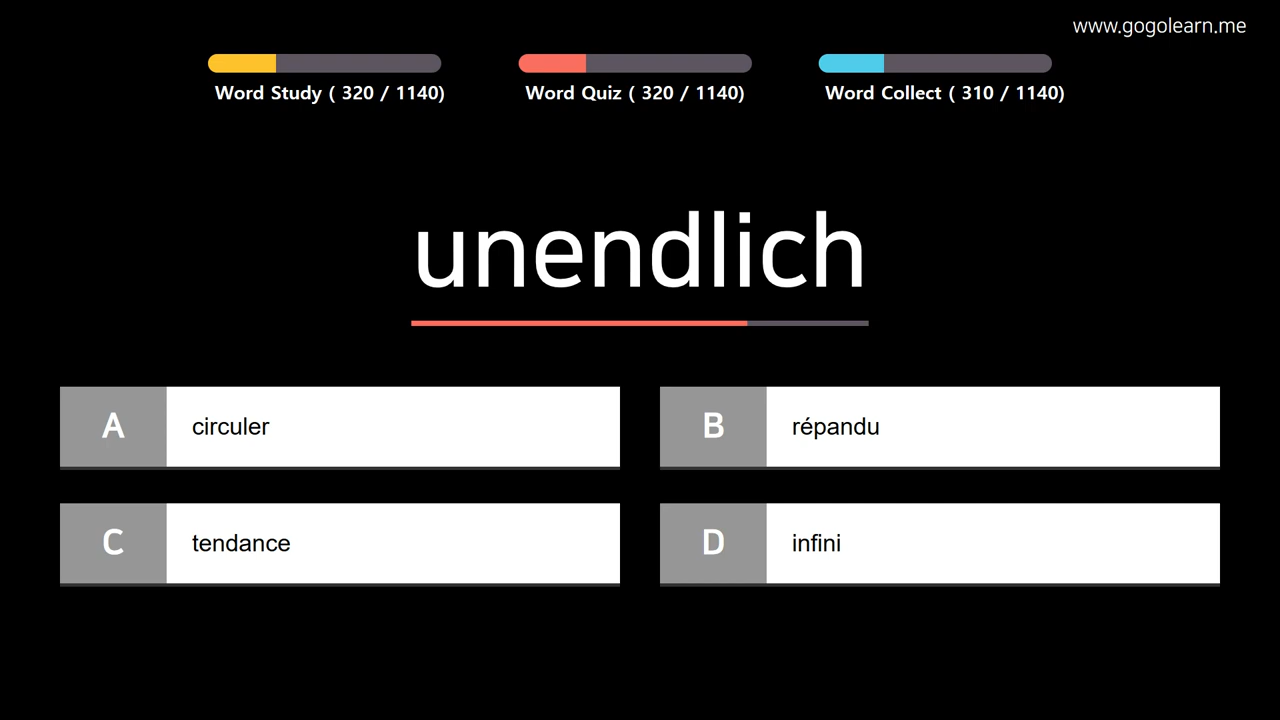 www.gogolearn.me
Word Study ( 320 / 1140)
Word Quiz ( 320 / 1140)
Word Collect ( 310 / 1140)
unendlich
A circuler
B répandu
C tendance
D infini